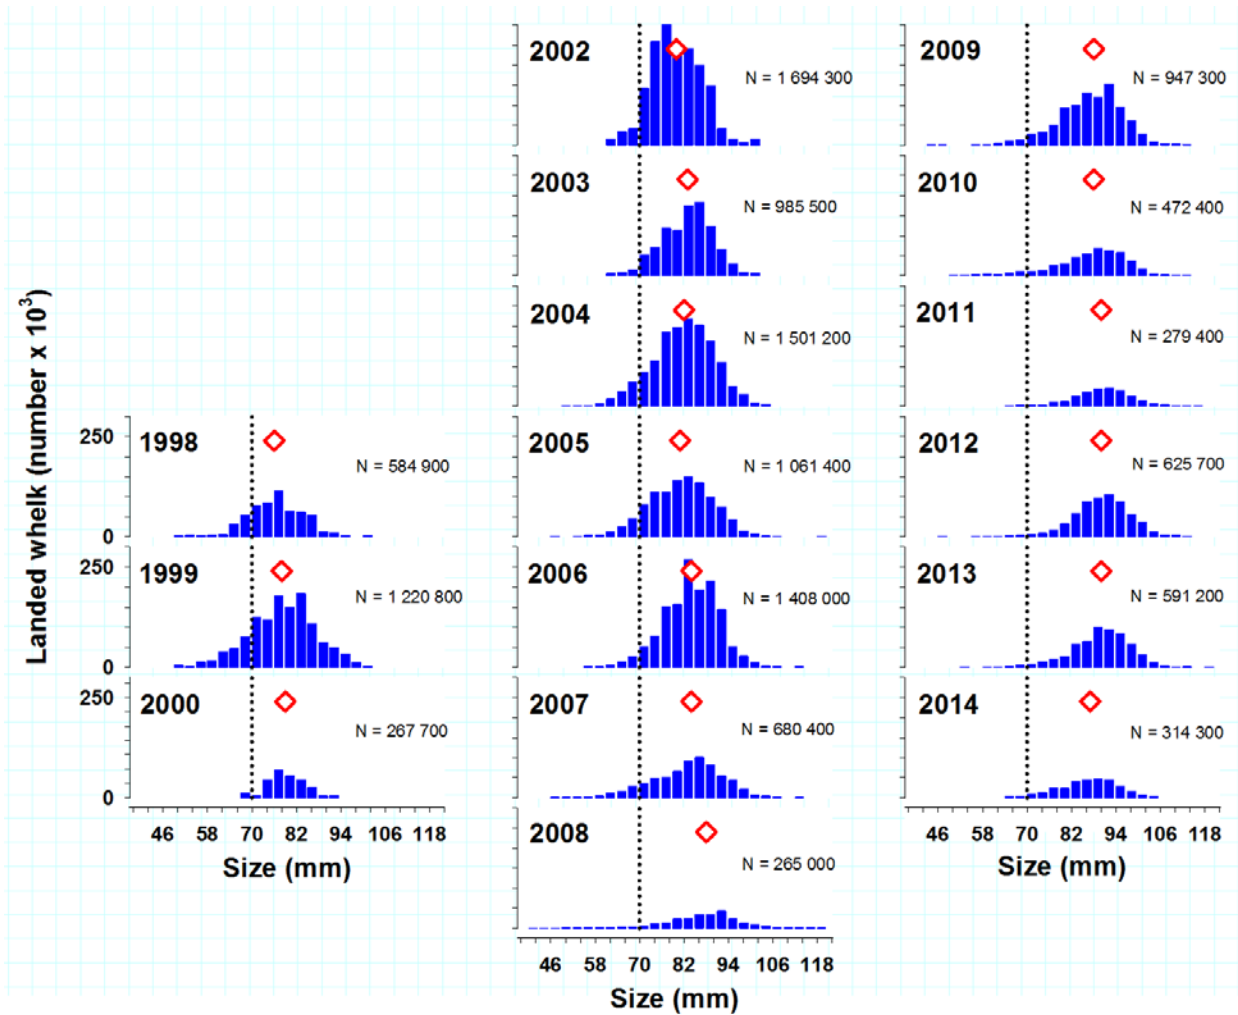 Landed whelk (number x 10³)
1998
N = 584 900
250
0
1999
N = 1 220 800
250
0
2000
N = 267 700
250
0
46 58 70 82 94 106 118
Size (mm)
2002
N = 1 694 300
2003
N = 985 500
2004
N = 1 501 200
2005
N = 1 061 400
2006
N = 1 408 000
2007
N = 680 400
2008
N = 265 000
46 58 70 82 94 106 118
Size (mm)
2009
N = 947 300
2010
N = 472 400
2011
N = 279 400
2012
N = 625 700
2013
N = 591 200
2014
N = 314 300
46 58 70 82 94 106 118
Size (mm)